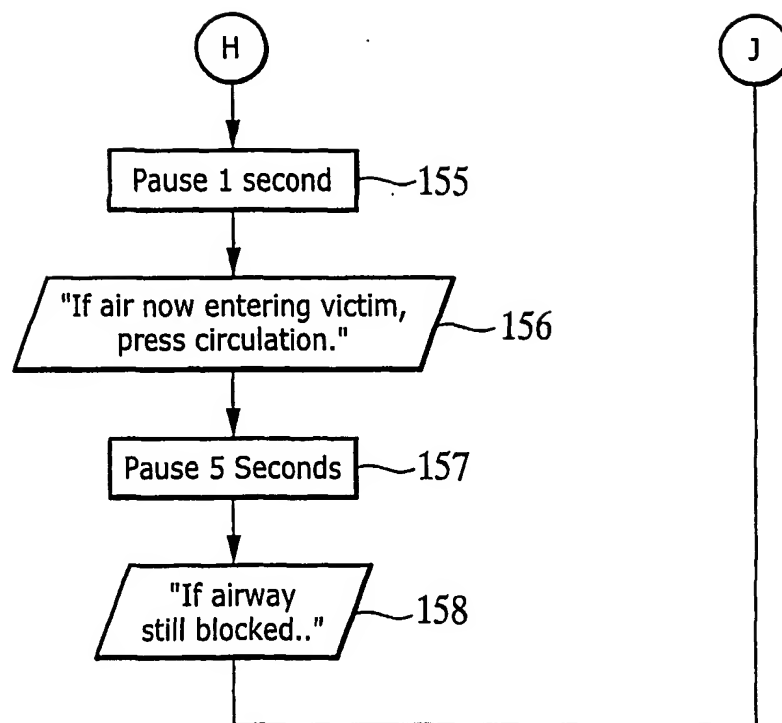 H
J
Pause 1 second
155
"If air now entering victim,
press circulation."
156
Pause 5 Seconds
157
"If airway
still blocked.."
158